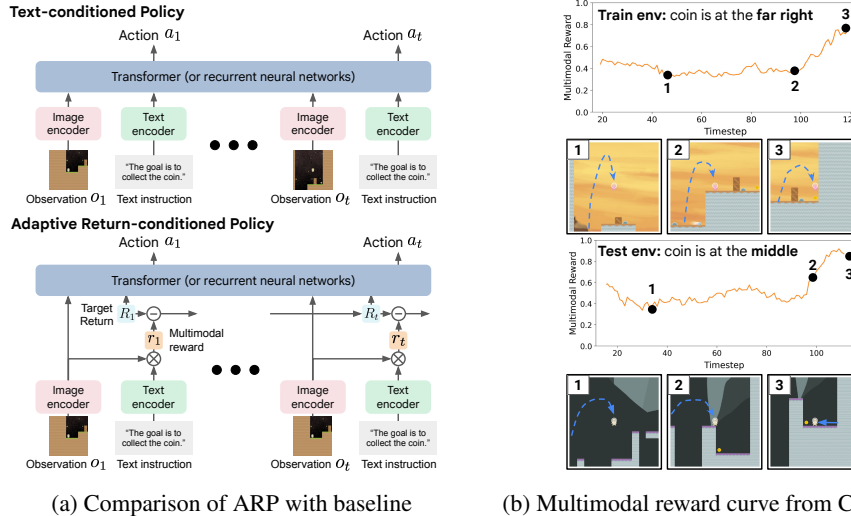 Text-conditioned Policy
Action a₁
Action aₜ
Transformer (or recurrent neural networks)
Image encoder
Text encoder
Image encoder
Text encoder
"The goal is to collect the coin."
"The goal is to collect the coin."
Observation o₁
Text instruction
Observation oₜ
Text instruction
Adaptive Return-conditioned Policy
Action a₁
Action aₜ
Transformer (or recurrent neural networks)
Target Return
R₁
−
Rₜ
−
r₁
Multimodal reward
rₜ
⊗
⊗
Image encoder
Text encoder
Image encoder
Text encoder
"The goal is to collect the coin."
"The goal is to collect the coin."
Observation o₁
Text instruction
Observation oₜ
Text instruction
(a) Comparison of ARP with baseline
Train env: coin is at the far right
Multimodal Reward
1.0
0.8
0.6
0.4
0.2
0.0
1
2
3
20
40
60
80
100
120
Timestep
1
2
3
Test env: coin is at the middle
Multimodal Reward
1.0
0.8
0.6
0.4
0.2
0.0
1
2
3
20
40
60
80
100
Timestep
1
2
3
(b) Multimodal reward curve from C